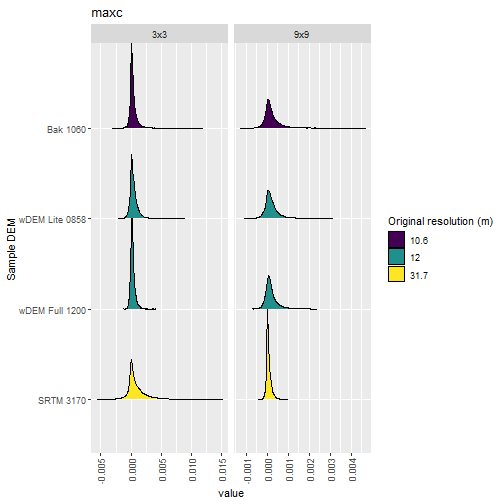 maxc
3x3
9x9
Bak 1060
wDEM Lite 0858
wDEM Full 1200
SRTM 3170
Sample DEM
-0.005
0.000
0.005
0.010
0.015
-0.001
0.000
0.001
0.002
0.003
0.004
value
Original resolution (m)
10.6
12
31.7